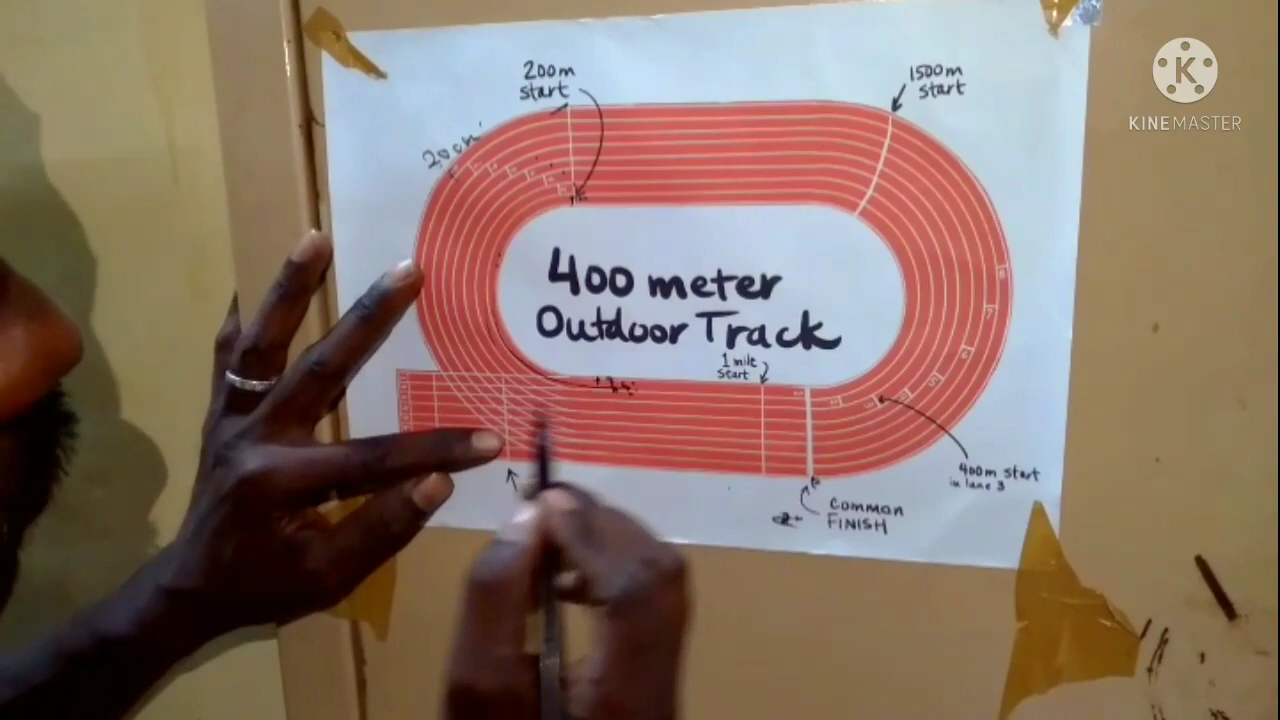 200m
start
1500m
start
KINEMASTER
400 meter
Outdoor Track
1 mile
start
400m start
in lane 3
COMMON
FINISH